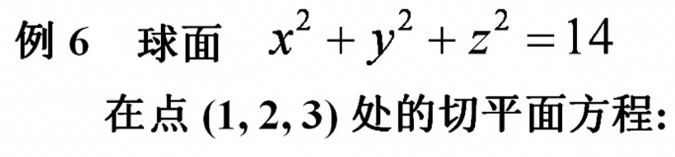 例 6 球面 x² + y² + z² = 14
在点 (1, 2, 3) 处的切平面方程: